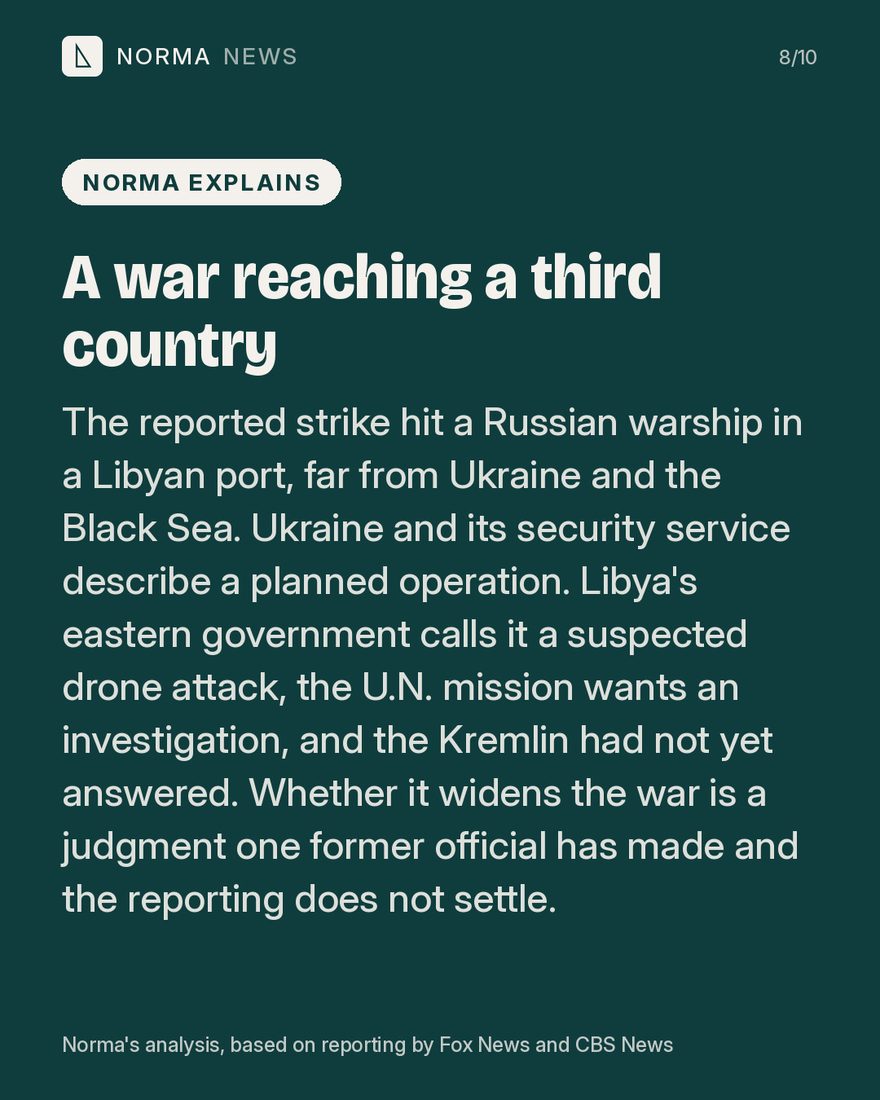 NORMA NEWS
8/10
NORMA EXPLAINS
A war reaching a third
country
The reported strike hit a Russian warship in
a Libyan port, far from Ukraine and the
Black Sea. Ukraine and its security service
describe a planned operation. Libya's
eastern government calls it a suspected
drone attack, the U.N. mission wants an
investigation, and the Kremlin had not yet
answered. Whether it widens the war is a
judgment one former official has made and
the reporting does not settle.
Norma's analysis, based on reporting by Fox News and CBS News